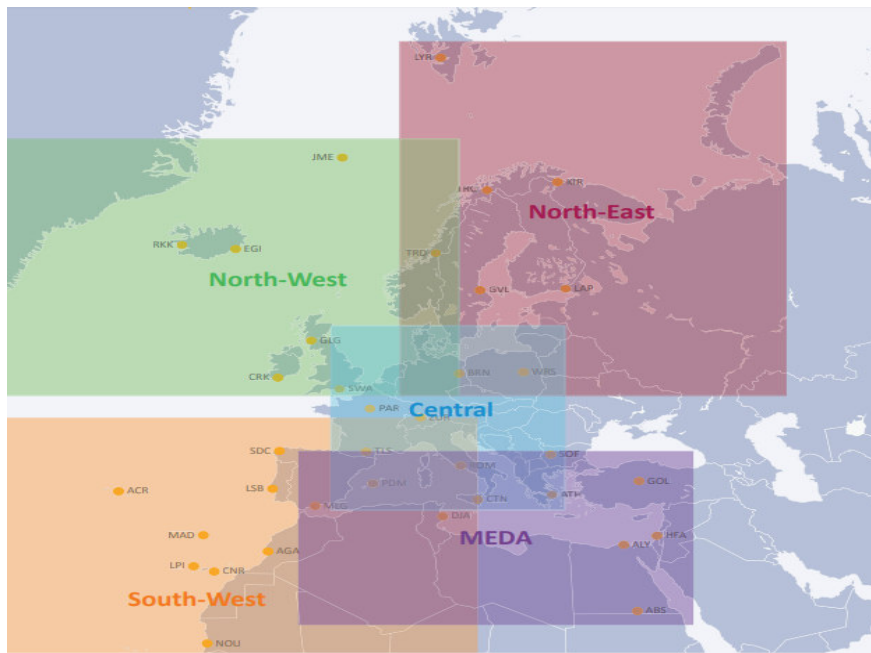 LYR
JME
TRO
KIR
North-East
RKK
EGI
TRD
North-West
GVL
LAP
GLG
CRK
SWA
BRN
WRS
PAR
Central
ZUR
SDC
TLS
SOF
ROM
ACR
LSB
PDM
CTN
ATH
GOL
MLG
DJA
MAD
AGA
MEDA
ALY
HFA
LPI
CNR
South-West
ABS
NOU